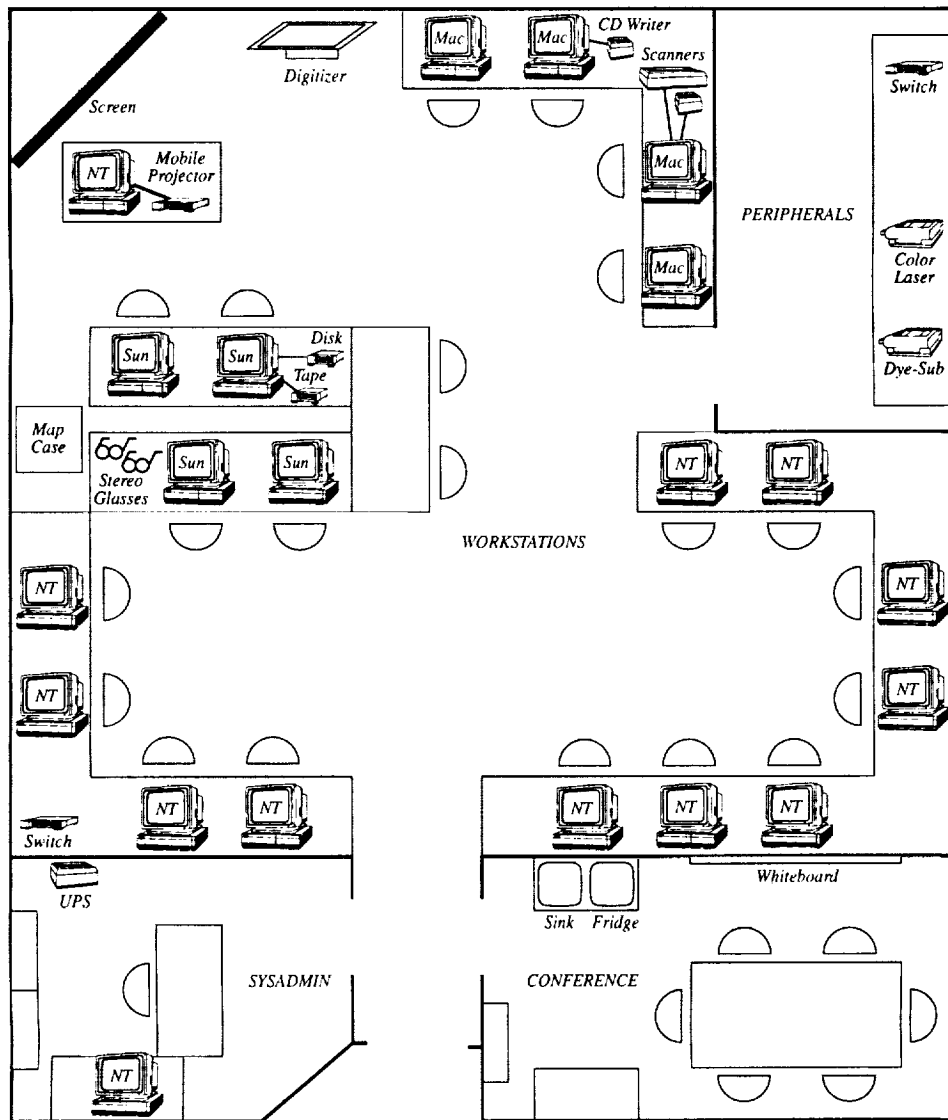 Mac
Mac
CD Writer
Scanners
Digitizer
Switch
Screen
NT
Mobile
Projector
Mac
PERIPHERALS
Color
Laser
Mac
Sun
Sun
Disk
Tape
Dye-Sub
Map
Case
Stereo
Glasses
Sun
Sun
NT
NT
WORKSTATIONS
NT
NT
NT
NT
NT
NT
NT
NT
NT
Switch
UPS
Sink
Fridge
Whiteboard
SYSADMIN
CONFERENCE
NT